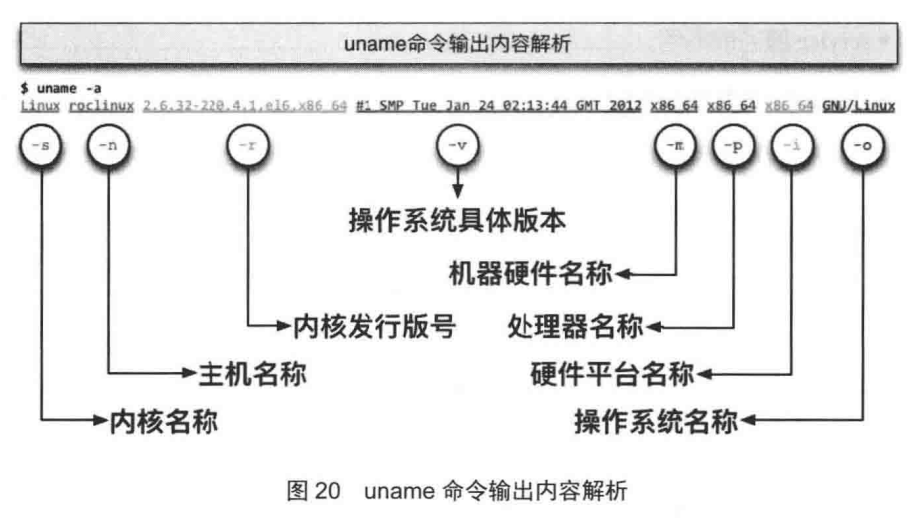 uname命令输出内容解析
$ uname -a
Linux roclinux 2.6.32-220.4.1.el6.x86_64 #1 SMP Tue Jan 24 02:13:44 GMT 2012 x86_64 x86_64 x86_64 GNU/Linux
-s -n -r -v -m -p -i -o
操作系统具体版本
机器硬件名称
内核发行版号 处理器名称
主机名称 硬件平台名称
内核名称 操作系统名称
图 20 uname 命令输出内容解析